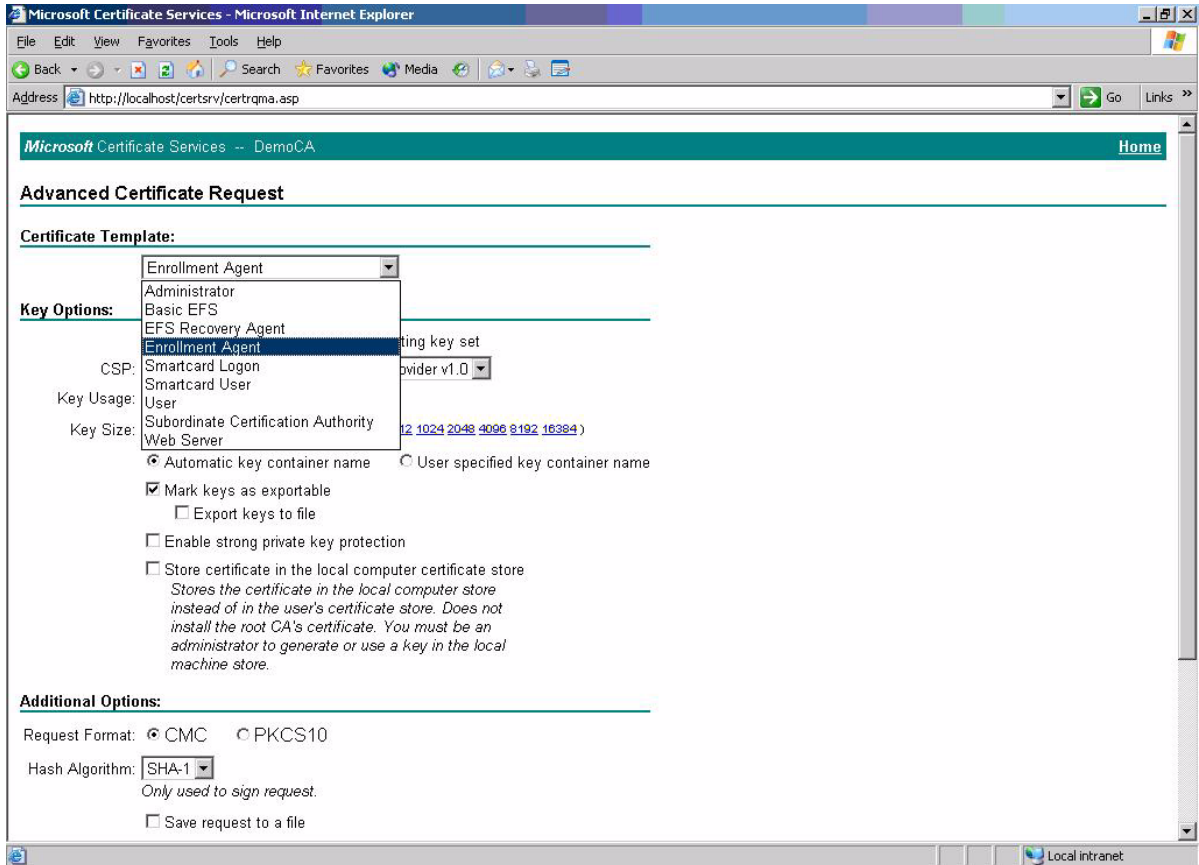 Microsoft Certificate Services - Microsoft Internet Explorer
File Edit View Favorites Tools Help
Back Search Favorites Media
Address http://localhost/certsrv/certrqma.asp Go Links »
Microsoft Certificate Services -- DemoCA Home
Advanced Certificate Request
Certificate Template:
Enrollment Agent
Administrator
Key Options:
Basic EFS
EFS Recovery Agent
Enrollment Agent ting key set
CSP: Smartcard Logon ovider v1.0
Smartcard User
Key Usage: User
Key Size: Subordinate Certification Authority 12 1024 2048 4096 8192 16384 )
Web Server
Automatic key container name User specified key container name
Mark keys as exportable
Export keys to file
Enable strong private key protection
Store certificate in the local computer certificate store
Stores the certificate in the local computer store
instead of in the user's certificate store. Does not
install the root CA's certificate. You must be an
administrator to generate or use a key in the local
machine store.
Additional Options:
Request Format: CMC PKCS10
Hash Algorithm: SHA-1
Only used to sign request.
Save request to a file
Local intranet